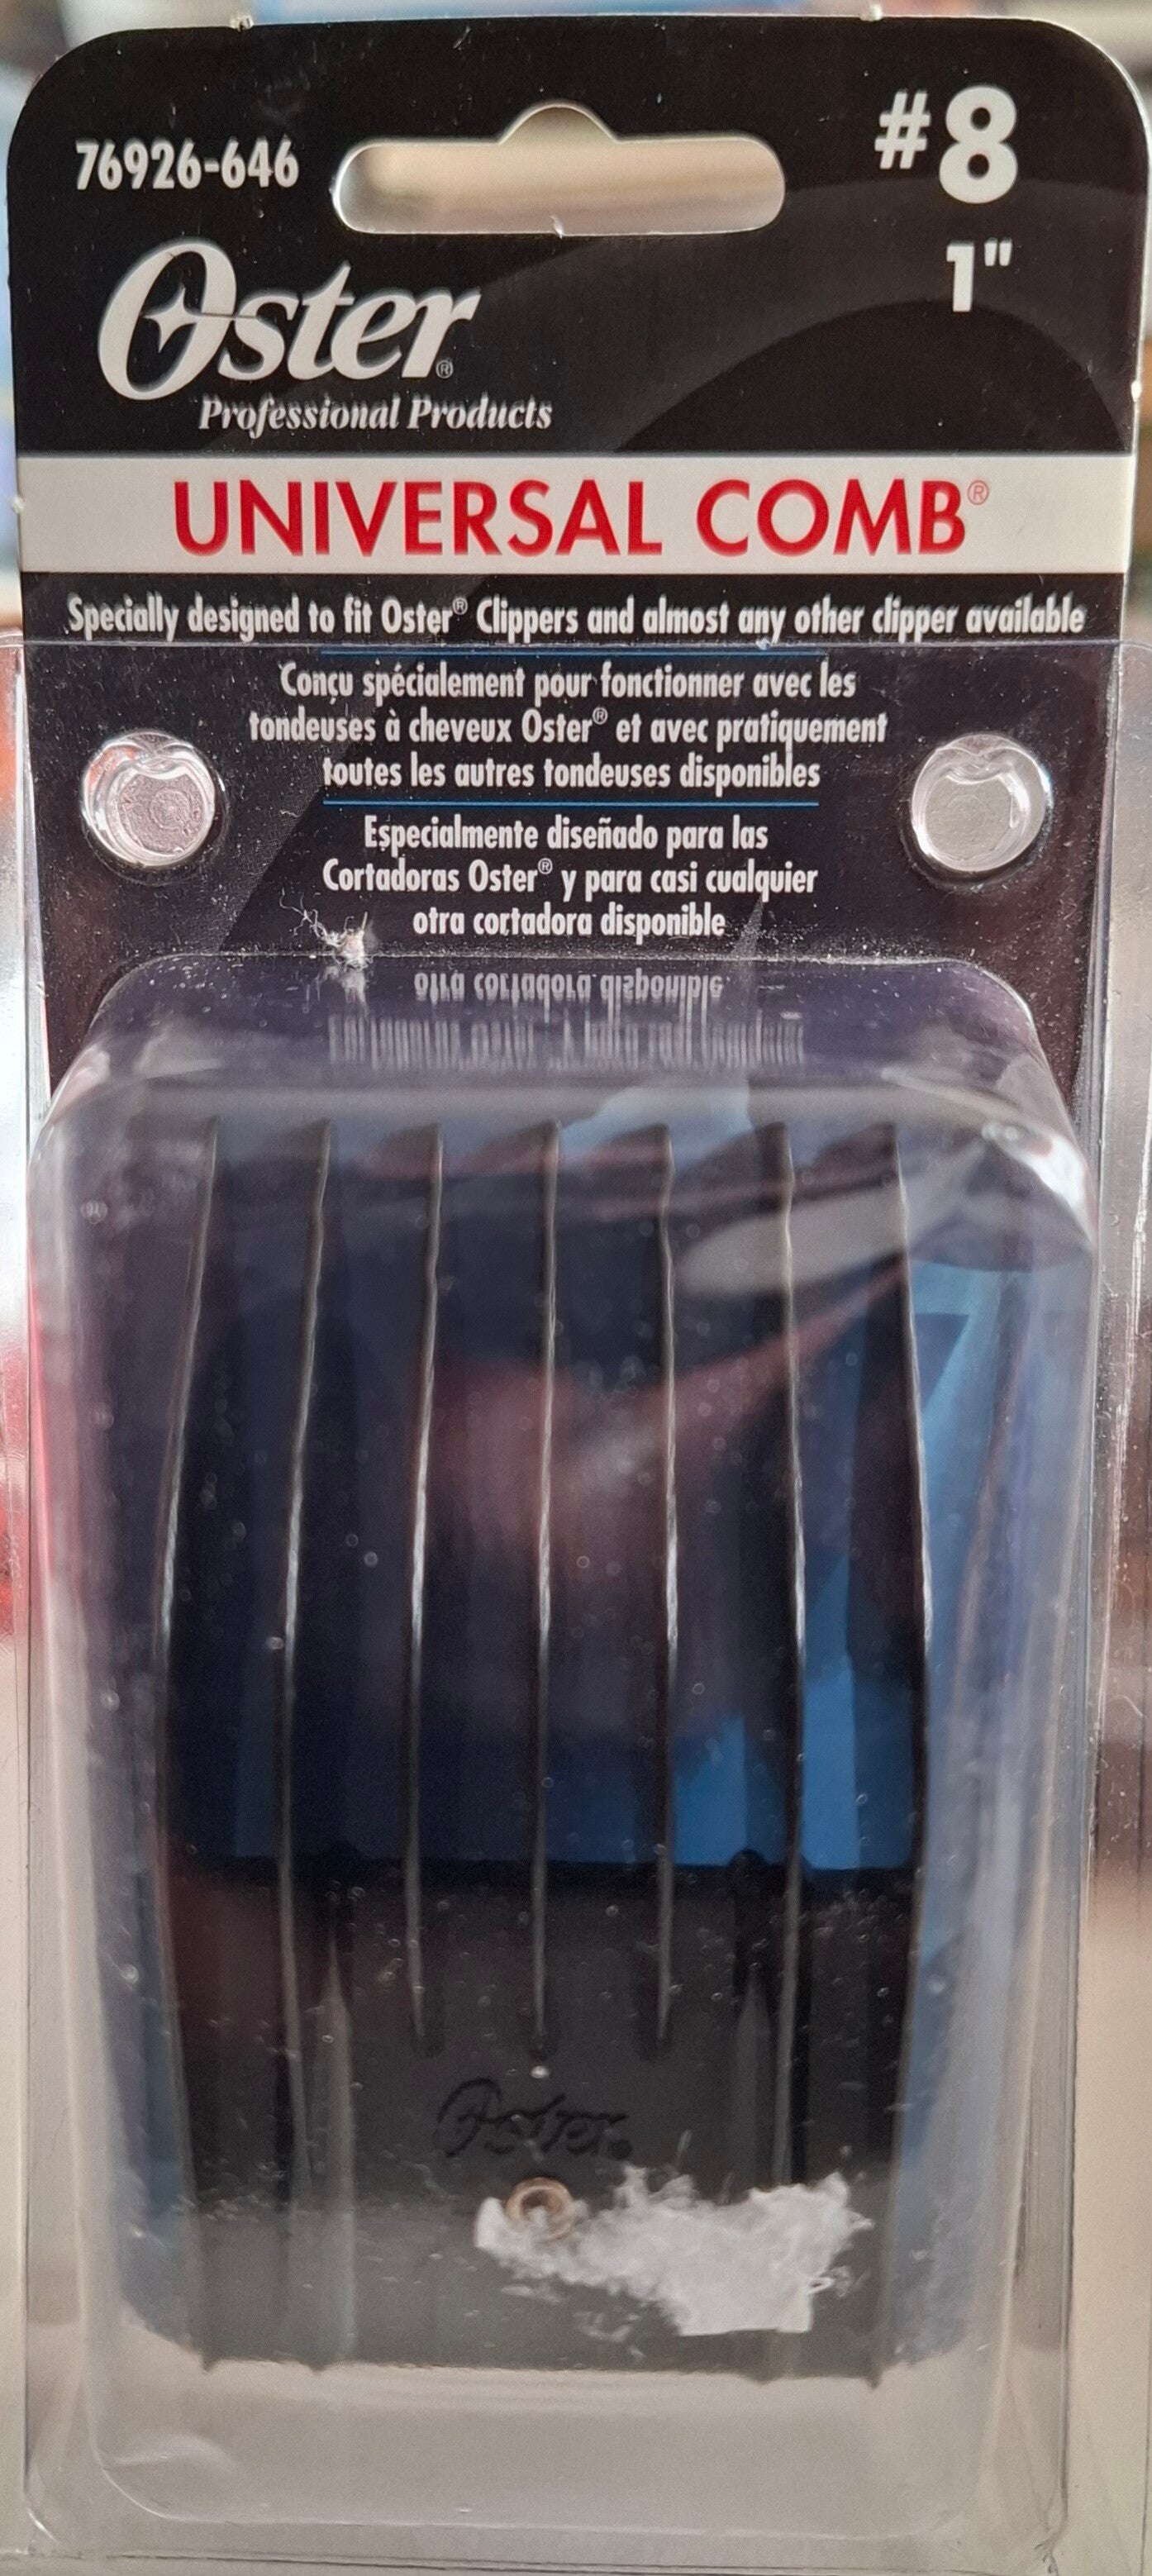 76926-646
#8
1"
Oster®
Professional Products
UNIVERSAL COMB®
Specially designed to fit Oster® Clippers and almost any other clipper available
Conçu spécialement pour fonctionner avec les
tondeuses à cheveux Oster® et avec pratiquement
toutes les autres tondeuses disponibles
Especialmente diseñado para las
Cortadoras Oster® y para casi cualquier
otra cortadora disponible
Oster